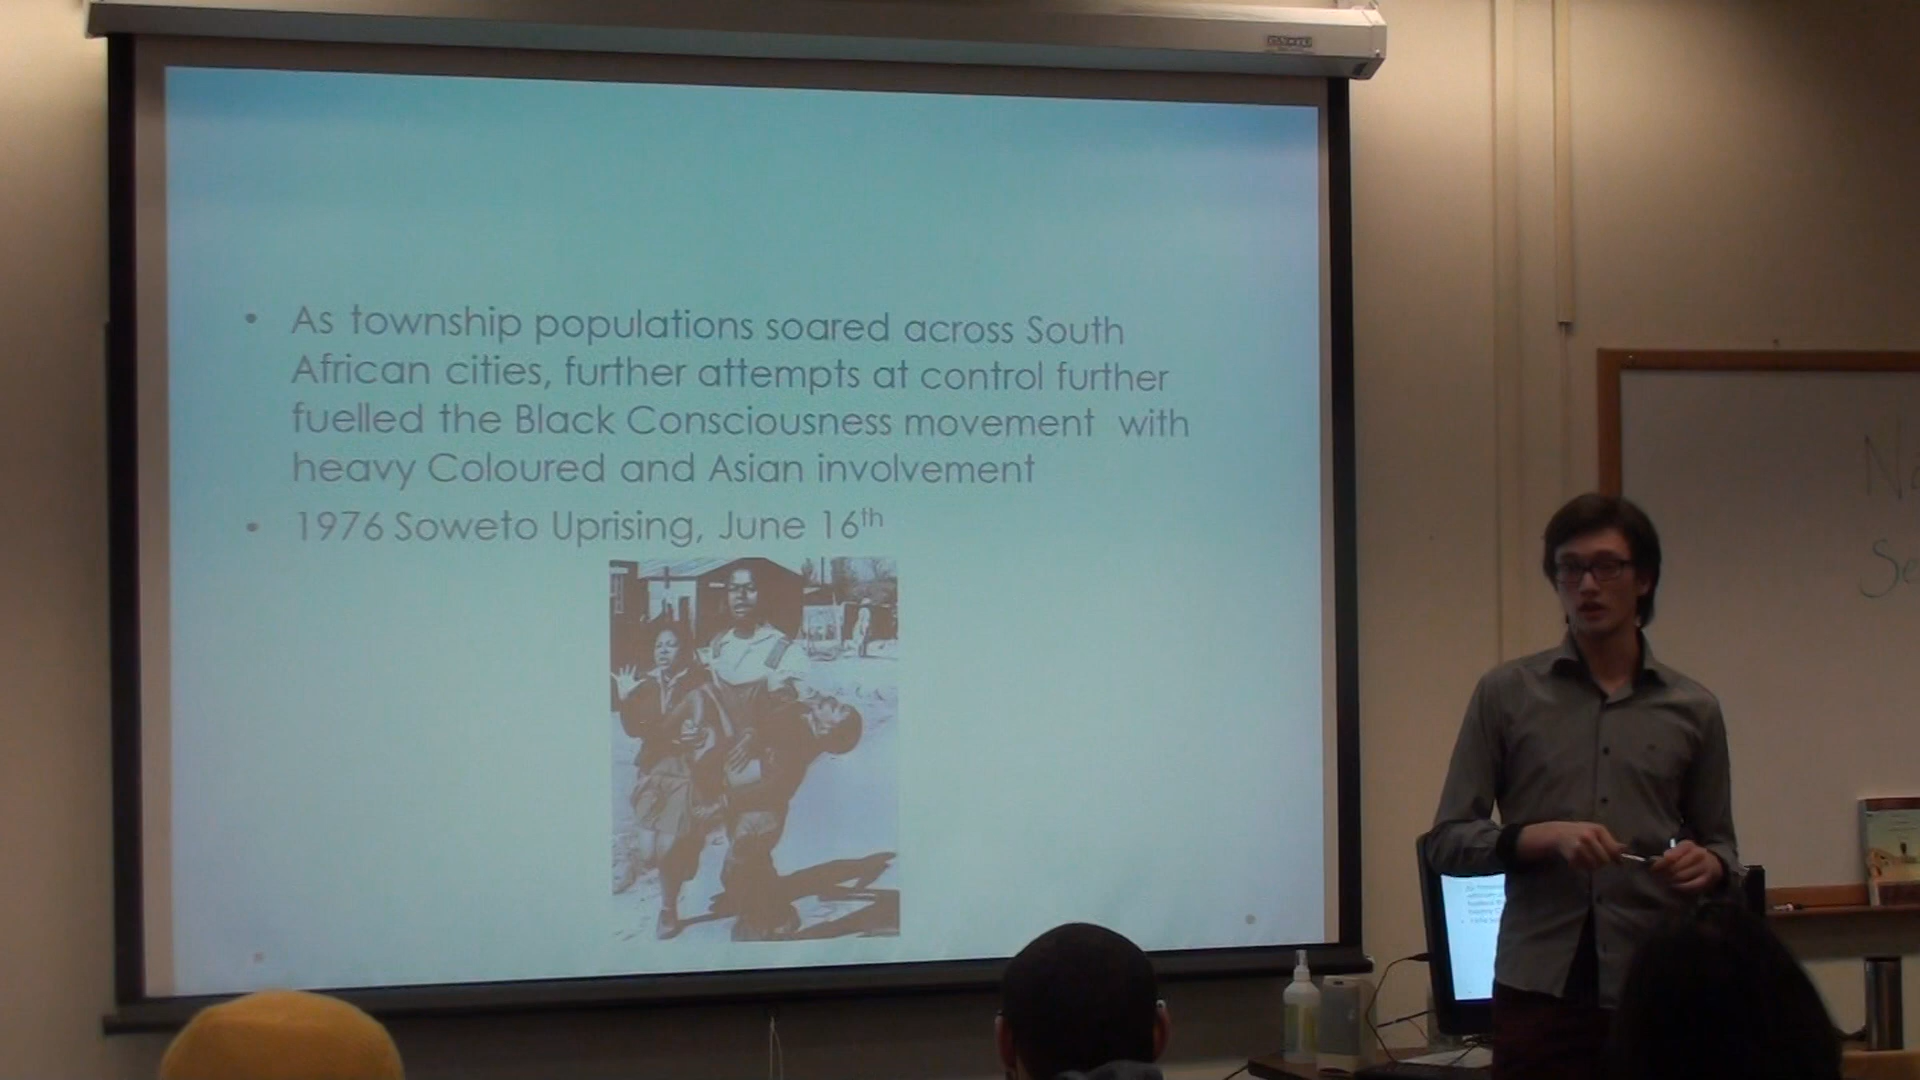 • As township populations soared across South
African cities, further attempts at control further
fuelled the Black Consciousness movement with
heavy Coloured and Asian involvement
• 1976 Soweto Uprising, June 16th